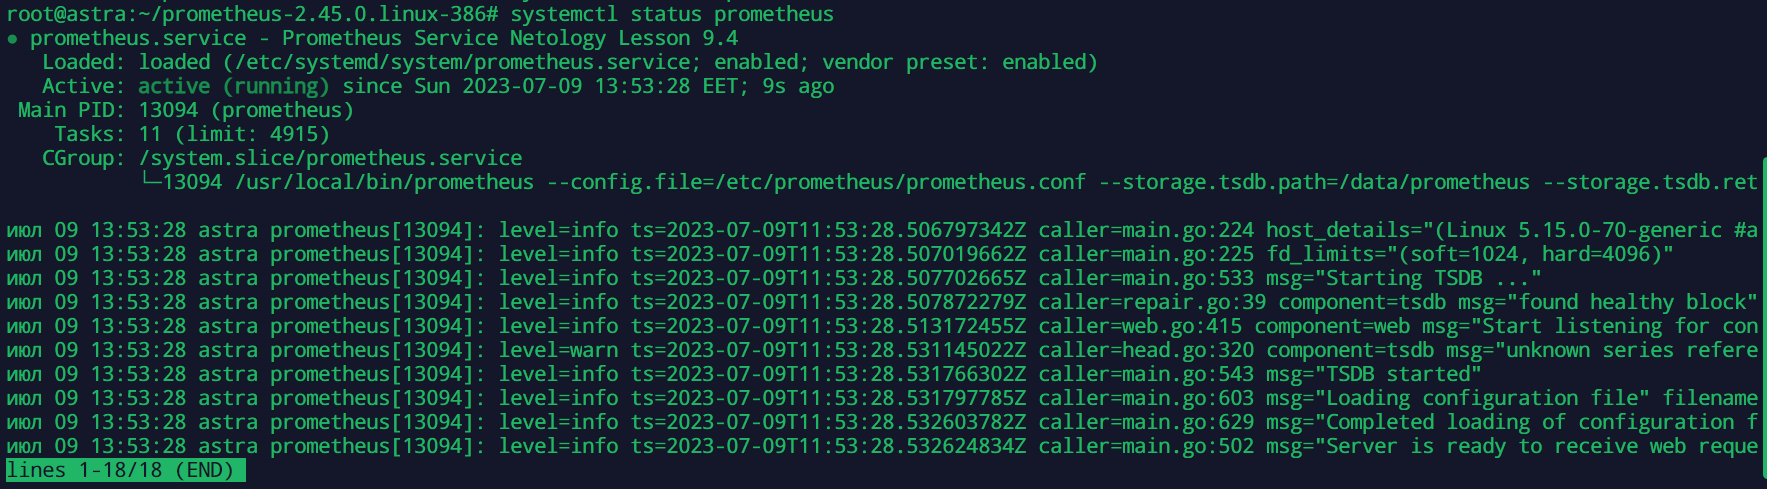 root@astra:~/prometheus-2.45.0.linux-386# systemctl status prometheus
● prometheus.service - Prometheus Service Netology Lesson 9.4
   Loaded: loaded (/etc/systemd/system/prometheus.service; enabled; vendor preset: enabled)
   Active: active (running) since Sun 2023-07-09 13:53:28 EET; 9s ago
 Main PID: 13094 (prometheus)
    Tasks: 11 (limit: 4915)
   CGroup: /system.slice/prometheus.service
           └─13094 /usr/local/bin/prometheus --config.file=/etc/prometheus/prometheus.conf --storage.tsdb.path=/data/prometheus --storage.tsdb.ret

июл 09 13:53:28 astra prometheus[13094]: level=info ts=2023-07-09T11:53:28.506797342Z caller=main.go:224 host_details="(Linux 5.15.0-70-generic #a
июл 09 13:53:28 astra prometheus[13094]: level=info ts=2023-07-09T11:53:28.507019662Z caller=main.go:225 fd_limits="(soft=1024, hard=4096)"
июл 09 13:53:28 astra prometheus[13094]: level=info ts=2023-07-09T11:53:28.507702665Z caller=main.go:533 msg="Starting TSDB ..."
июл 09 13:53:28 astra prometheus[13094]: level=info ts=2023-07-09T11:53:28.507872279Z caller=repair.go:39 component=tsdb msg="found healthy block"
июл 09 13:53:28 astra prometheus[13094]: level=info ts=2023-07-09T11:53:28.513172455Z caller=web.go:415 component=web msg="Start listening for con
июл 09 13:53:28 astra prometheus[13094]: level=warn ts=2023-07-09T11:53:28.531145022Z caller=head.go:320 component=tsdb msg="unknown series refere
июл 09 13:53:28 astra prometheus[13094]: level=info ts=2023-07-09T11:53:28.531766302Z caller=main.go:543 msg="TSDB started"
июл 09 13:53:28 astra prometheus[13094]: level=info ts=2023-07-09T11:53:28.531797785Z caller=main.go:603 msg="Loading configuration file" filename
июл 09 13:53:28 astra prometheus[13094]: level=info ts=2023-07-09T11:53:28.532603782Z caller=main.go:629 msg="Completed loading of configuration f
июл 09 13:53:28 astra prometheus[13094]: level=info ts=2023-07-09T11:53:28.532624834Z caller=main.go:502 msg="Server is ready to receive web reque
lines 1-18/18 (END)